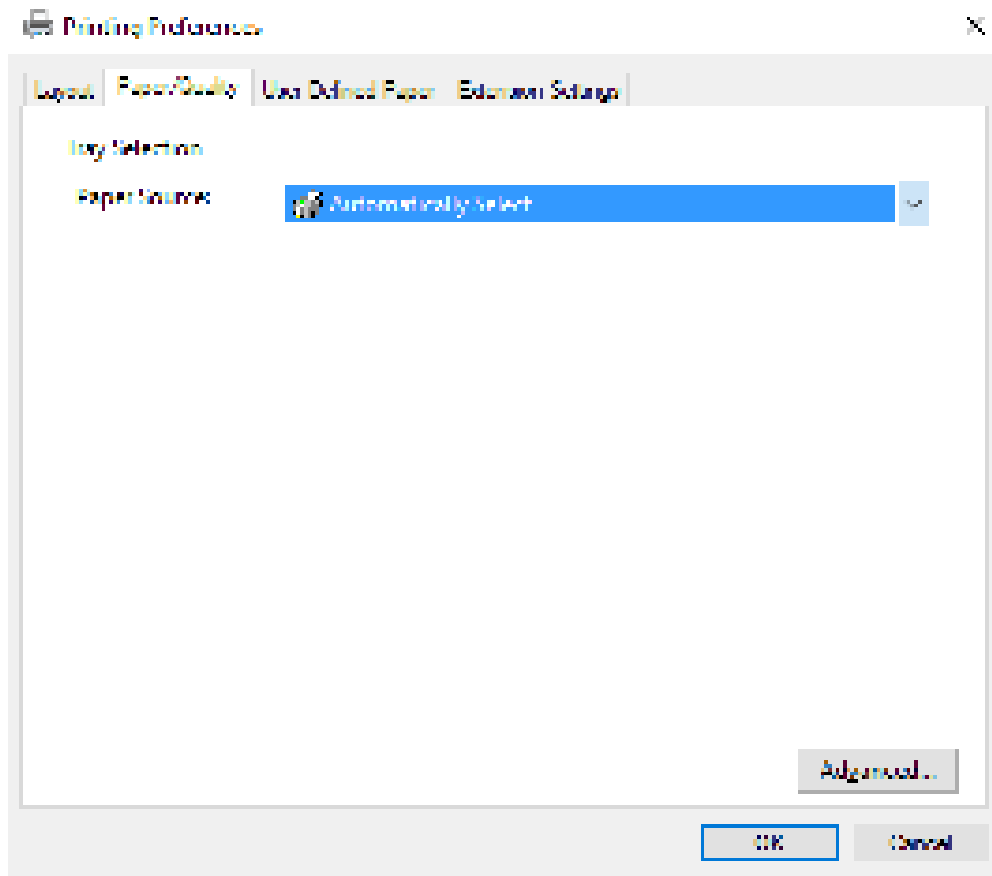 Printing Preferences
Layout Paper/Quality User Defined Paper Extension Settings
Tray Selection
Paper Source:
Automatically Select
Advanced...
OK Cancel